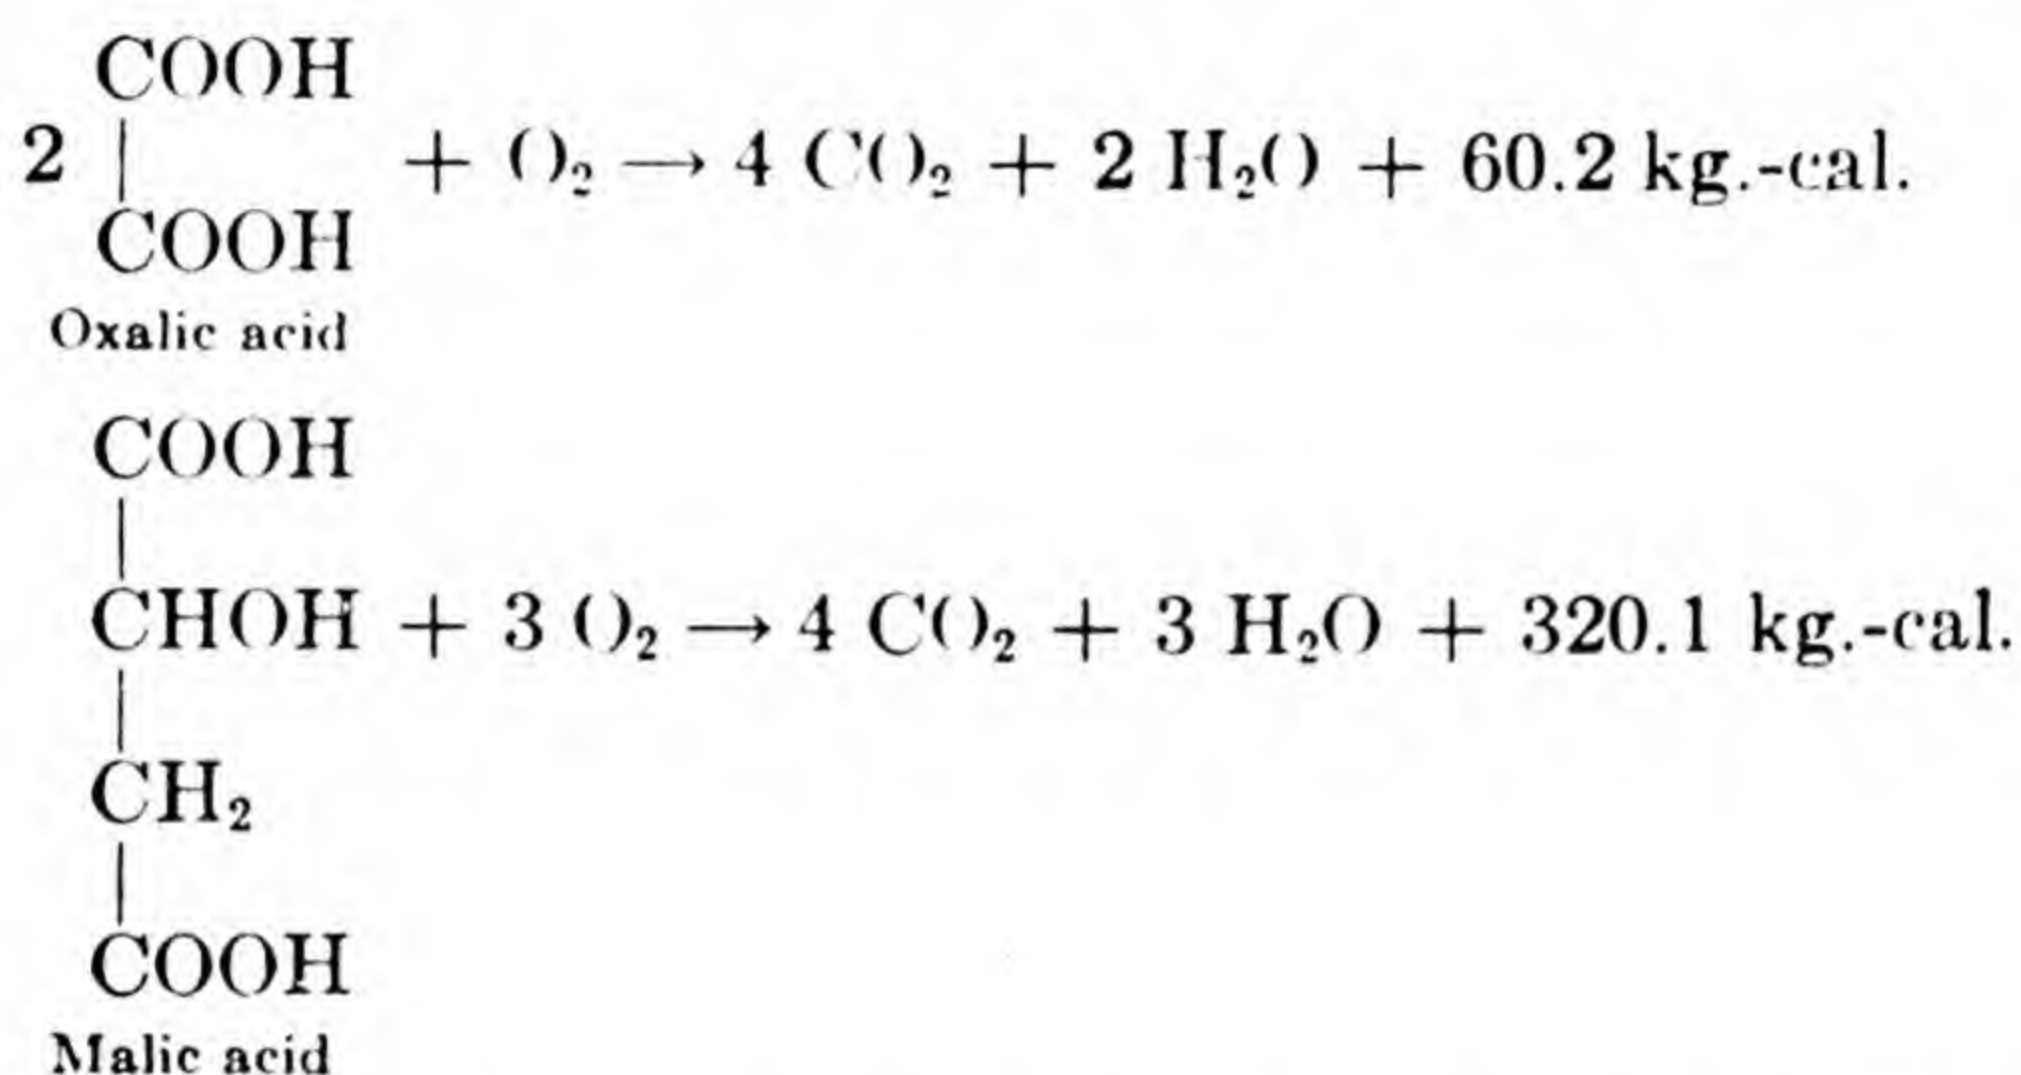 COOH
2 | + O₂ → 4 CO₂ + 2 H₂O + 60.2 kg.-cal.
COOH
Oxalic acid
COOH
|
CHOH + 3 O₂ → 4 CO₂ + 3 H₂O + 320.1 kg.-cal.
|
CH₂
|
COOH
Malic acid